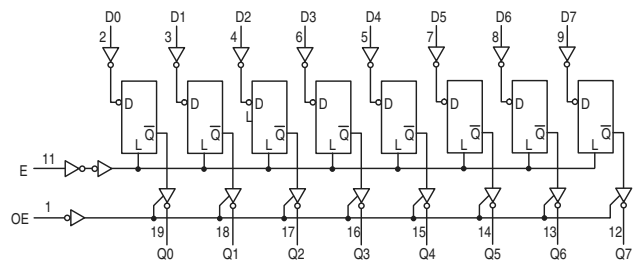 D0 D1 D2 D3 D4 D5 D6 D7
2 3 4 6 5 7 8 9
D D D D D D D D
L
Q Q Q Q Q Q Q Q
L L L L L L L L
E 11
OE 1
19 18 17 16 15 14 13 12
Q0 Q1 Q2 Q3 Q4 Q5 Q6 Q7